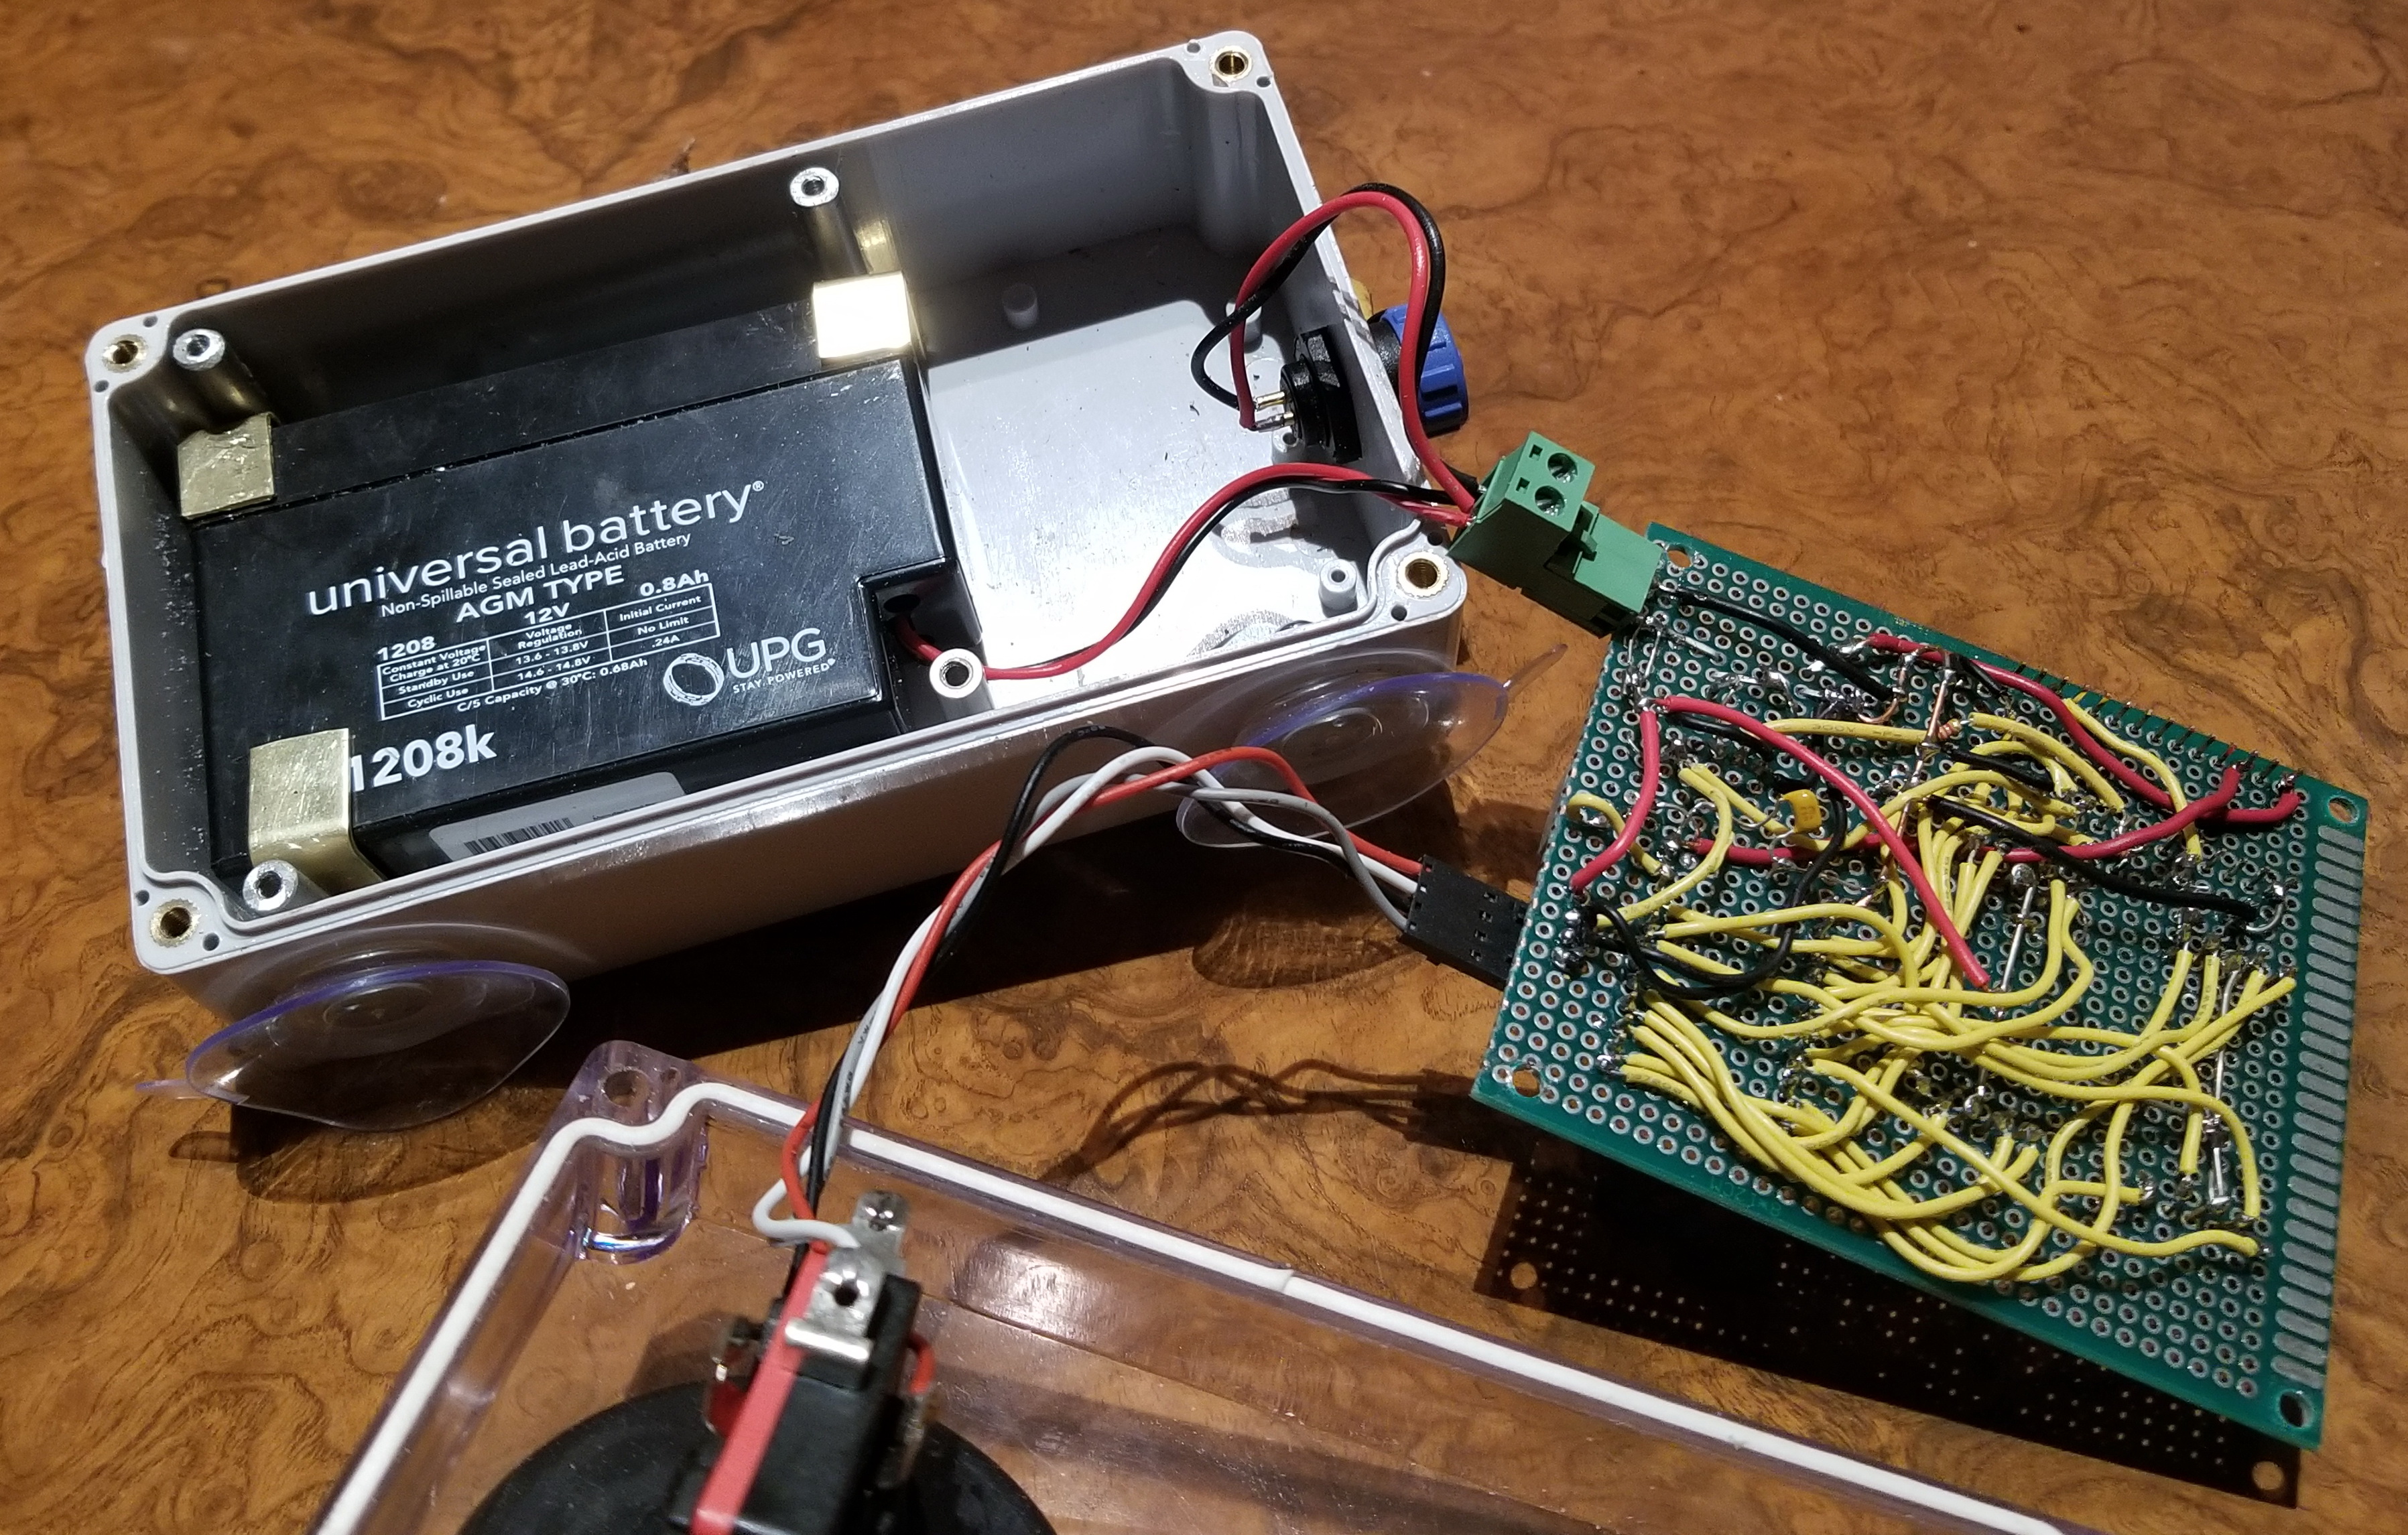 universal battery®
Non-Spillable Sealed Lead-Acid Battery
AGM TYPE
1208 12V 0.8Ah
Constant Voltage Charge at 20°C Voltage Regulation Initial Current
Standby Use 13.6 - 13.8V No Limit
Cyclic Use 14.6 - 14.8V .24A
C/5 Capacity @ 30°C: 0.68Ah
UPG
STAY POWERED®
1208k